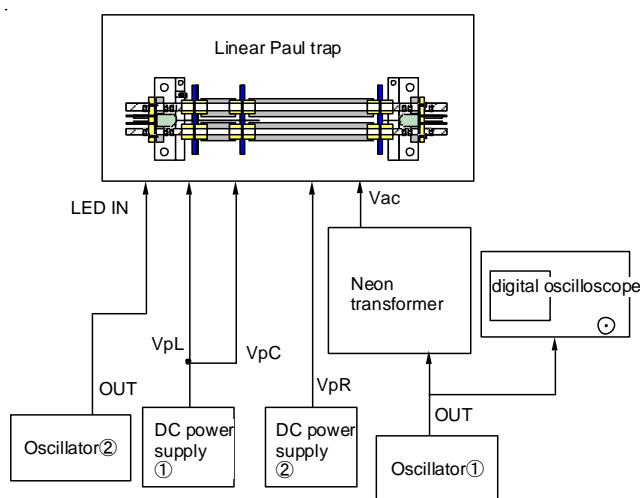 Linear Paul trap
LED IN
Vac
Neon
transformer
digital oscilloscope
VpL
VpC
VpR
OUT
OUT
Oscillator②
DC power
supply
①
DC power
supply
②
Oscillator①